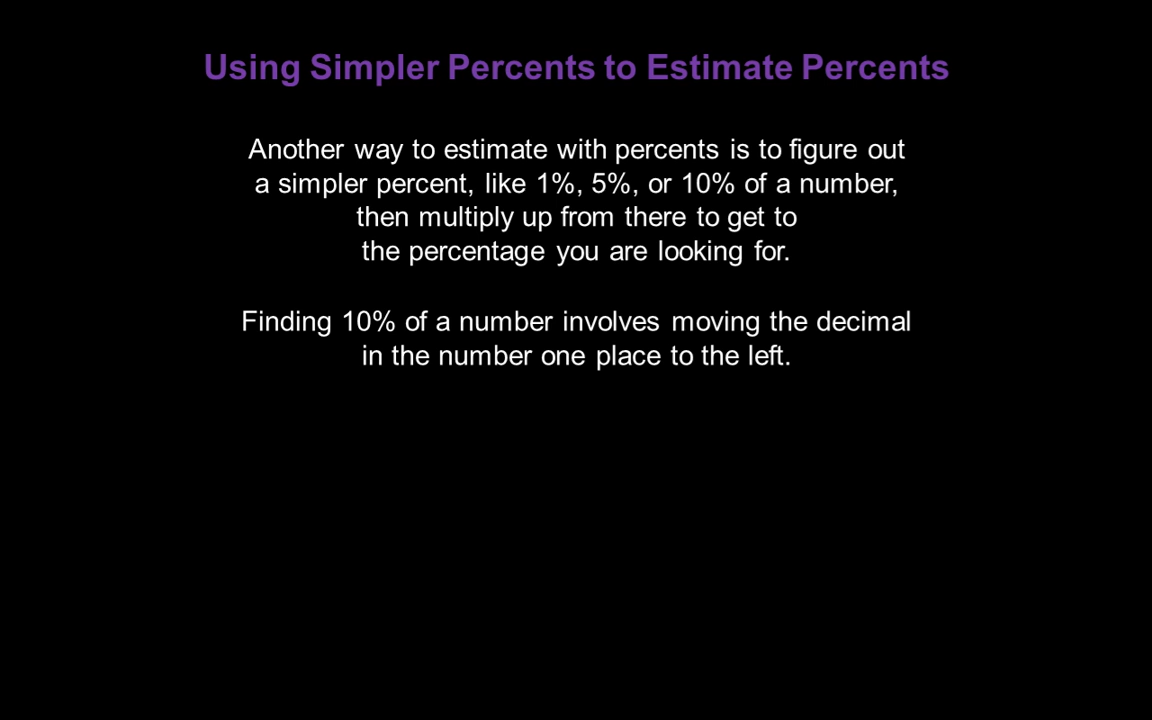 Using Simpler Percents to Estimate Percents
Another way to estimate with percents is to figure out
a simpler percent, like 1%, 5%, or 10% of a number,
then multiply up from there to get to
the percentage you are looking for.
Finding 10% of a number involves moving the decimal
in the number one place to the left.